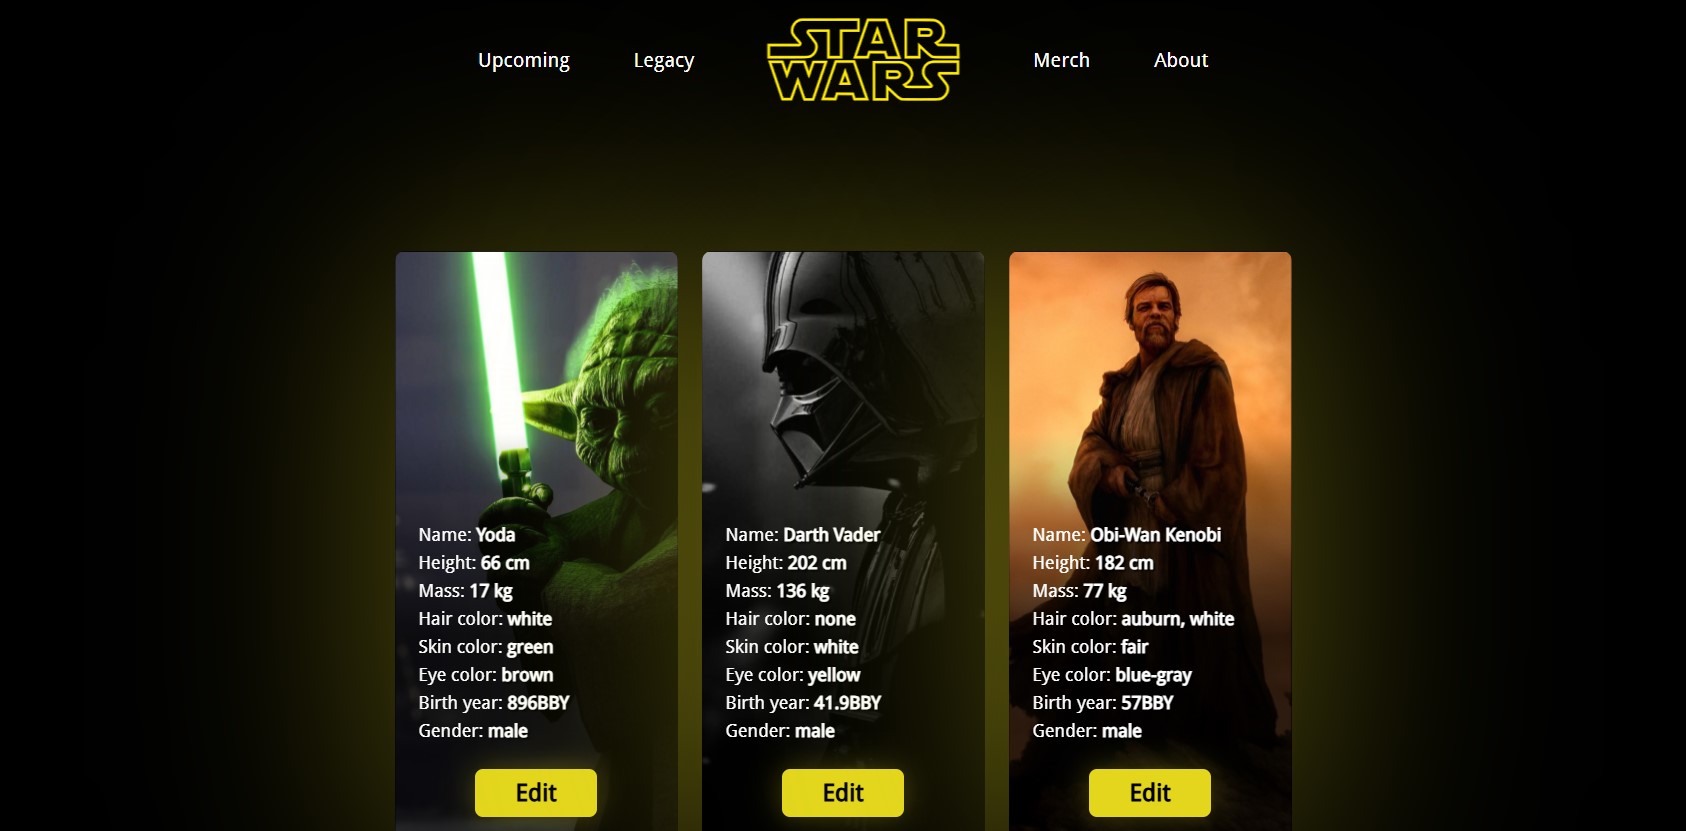 Upcoming Legacy STAR WARS Merch About
Name: Yoda
Height: 66 cm
Mass: 17 kg
Hair color: white
Skin color: green
Eye color: brown
Birth year: 896BBY
Gender: male
Edit
Name: Darth Vader
Height: 202 cm
Mass: 136 kg
Hair color: none
Skin color: white
Eye color: yellow
Birth year: 41.9BBY
Gender: male
Edit
Name: Obi-Wan Kenobi
Height: 182 cm
Mass: 77 kg
Hair color: auburn, white
Skin color: fair
Eye color: blue-gray
Birth year: 57BBY
Gender: male
Edit